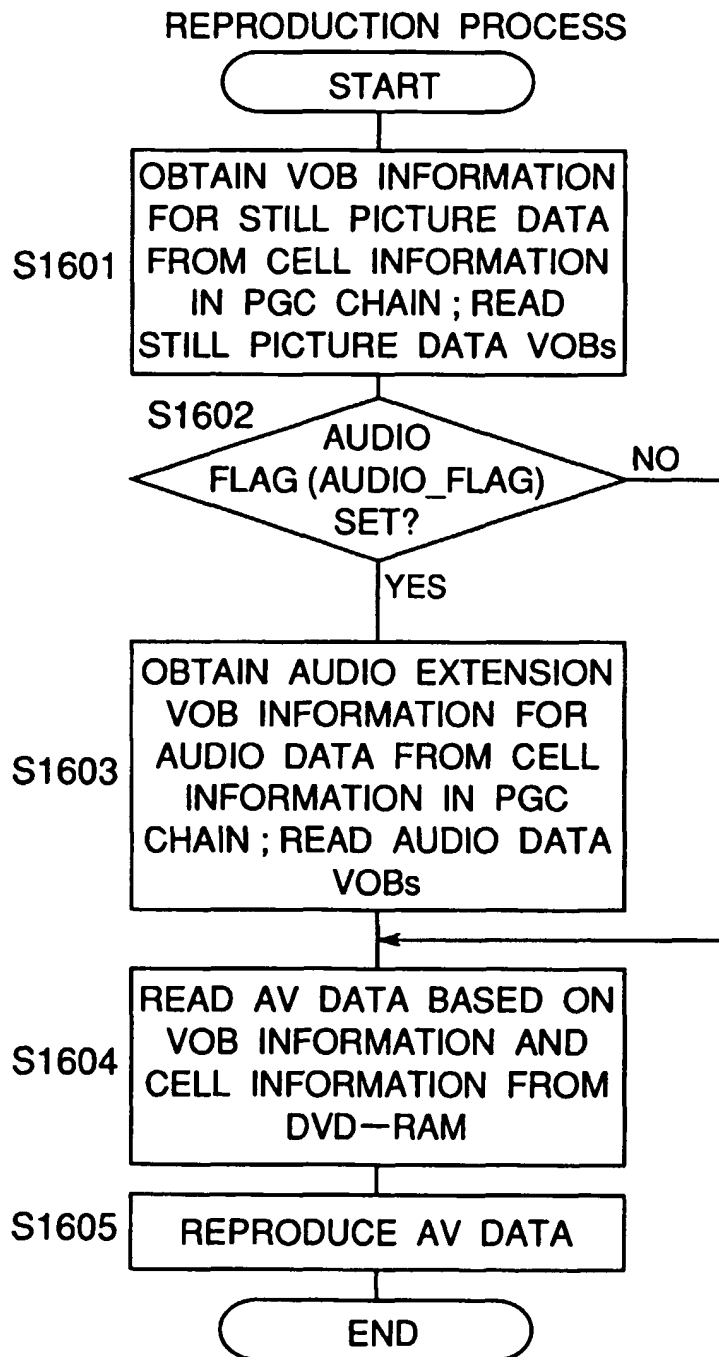 REPRODUCTION PROCESS
START
S1601
OBTAIN VOB INFORMATION
FOR STILL PICTURE DATA
FROM CELL INFORMATION
IN PGC CHAIN ; READ
STILL PICTURE DATA VOBs
S1602
AUDIO
FLAG (AUDIO_FLAG)
SET?
NO
YES
S1603
OBTAIN AUDIO EXTENSION
VOB INFORMATION FOR
AUDIO DATA FROM CELL
INFORMATION IN PGC
CHAIN ; READ AUDIO DATA
VOBs
S1604
READ AV DATA BASED ON
VOB INFORMATION AND
CELL INFORMATION FROM
DVD-RAM
S1605
REPRODUCE AV DATA
END